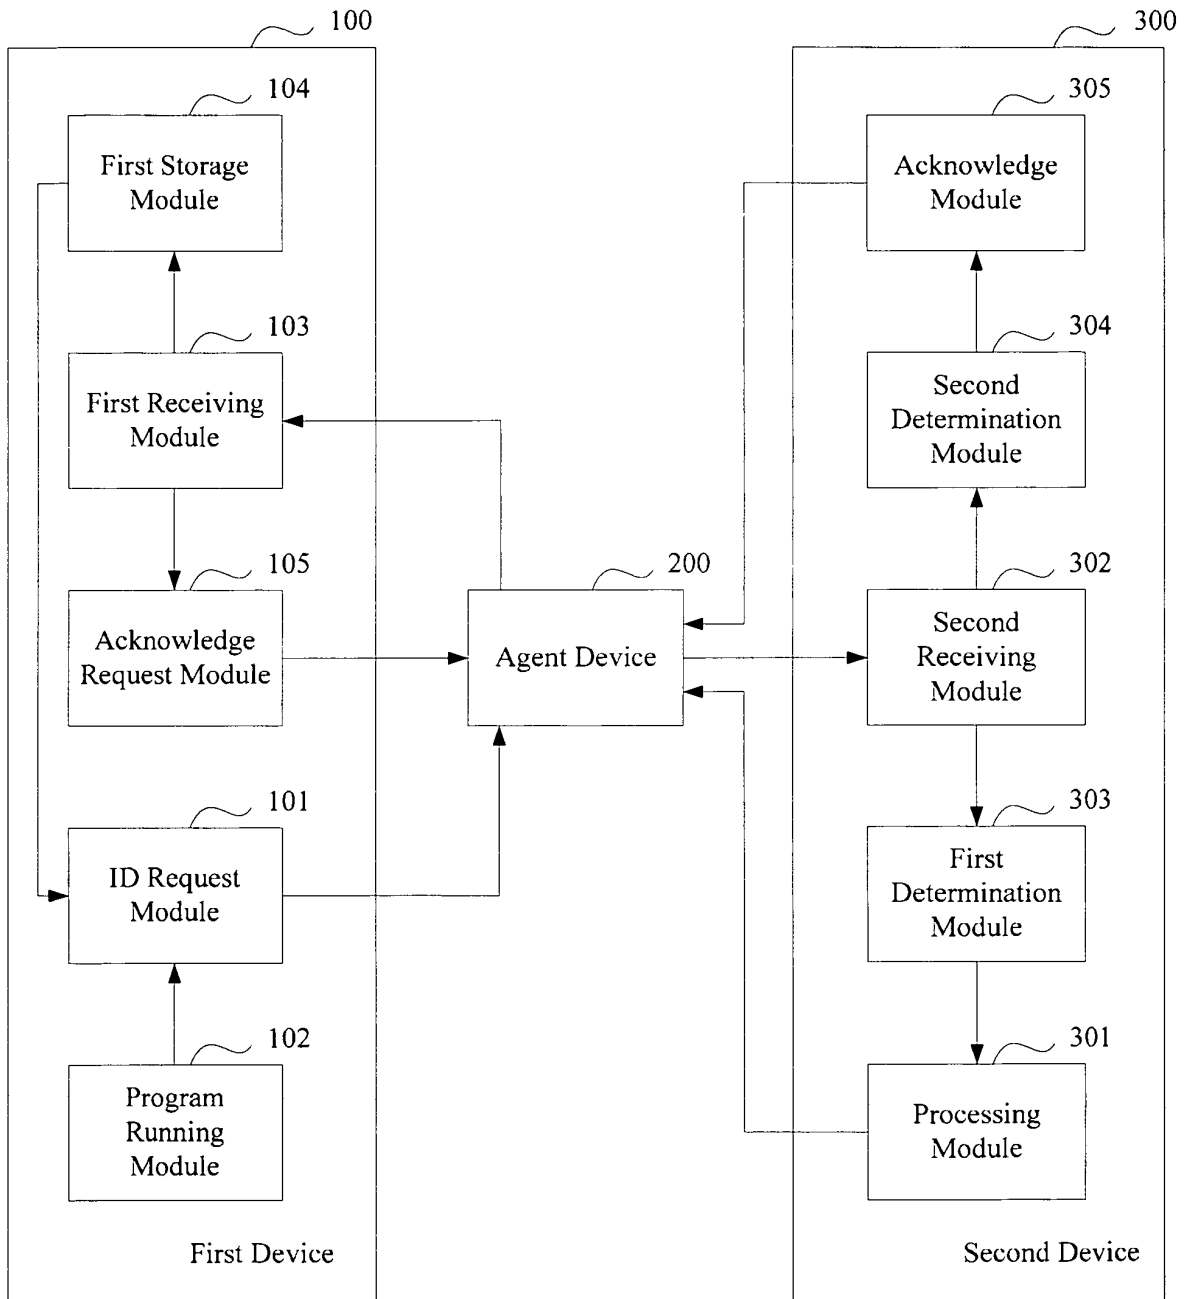 100
104
First Storage
Module
103
First Receiving
Module
105
Acknowledge
Request Module
101
ID Request
Module
102
Program
Running
Module
First Device
200
Agent Device
300
305
Acknowledge
Module
304
Second
Determination
Module
302
Second
Receiving
Module
303
First
Determination
Module
301
Processing
Module
Second Device